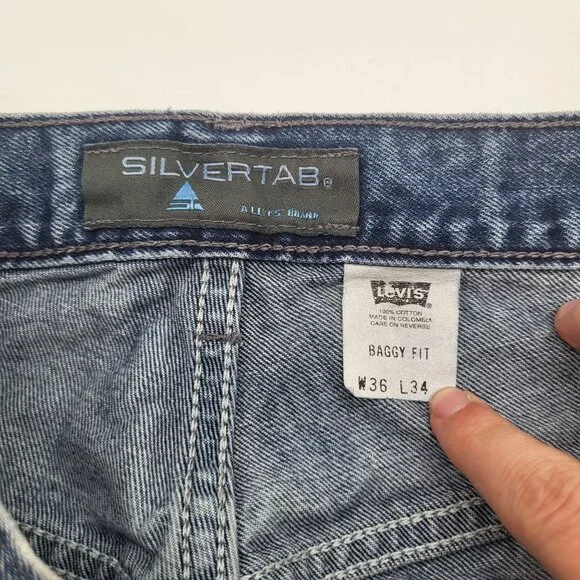 SILVERTAB®
A LEVI'S® BRAND
LEVI'S®
100% COTTON
MADE IN COLOMBIA
CARE ON REVERSE
BAGGY FIT
W36 L34